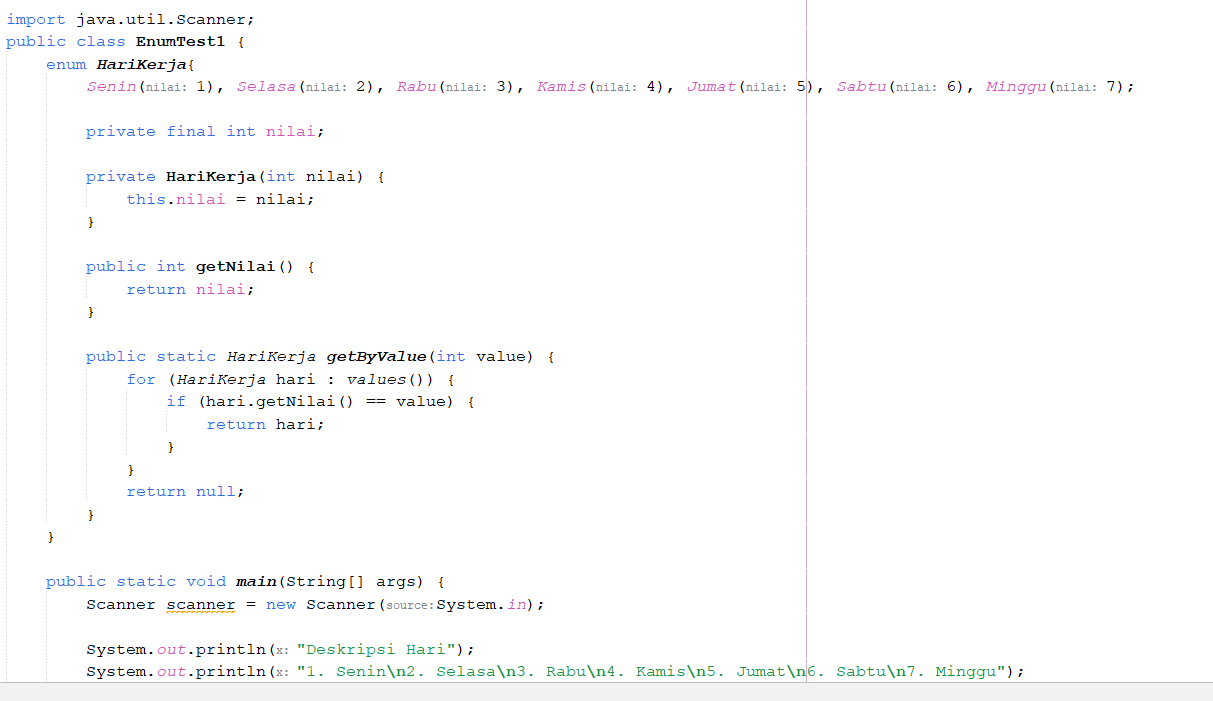 import java.util.Scanner;
public class EnumTest1 {
    enum HariKerja{
        Senin(nilai: 1), Selasa(nilai: 2), Rabu(nilai: 3), Kamis(nilai: 4), Jumat(nilai: 5), Sabtu(nilai: 6), Minggu(nilai: 7);

        private final int nilai;

        private HariKerja(int nilai) {
            this.nilai = nilai;
        }

        public int getNilai() {
            return nilai;
        }

        public static HariKerja getByValue(int value) {
            for (HariKerja hari : values()) {
                if (hari.getNilai() == value) {
                    return hari;
                }
            }
            return null;
        }
    }

    public static void main(String[] args) {
        Scanner scanner = new Scanner(source:System.in);

        System.out.println(x: "Deskripsi Hari");
        System.out.println(x: "1. Senin\n2. Selasa\n3. Rabu\n4. Kamis\n5. Jumat\n6. Sabtu\n7. Minggu");